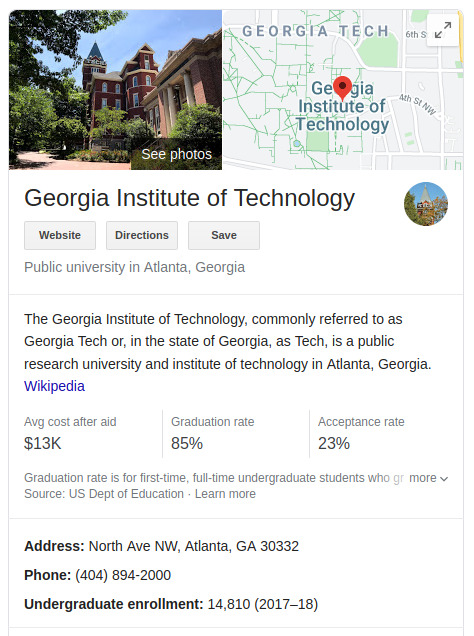 GEORGIA TECH
6th St
Georgia
Institute of
Technology
4th St NW
See photos
Georgia Institute of Technology
Website Directions Save
Public university in Atlanta, Georgia
The Georgia Institute of Technology, commonly referred to as
Georgia Tech or, in the state of Georgia, as Tech, is a public
research university and institute of technology in Atlanta, Georgia.
Wikipedia
Avg cost after aid Graduation rate Acceptance rate
$13K 85% 23%
Graduation rate is for first-time, full-time undergraduate students who gr more
Source: US Dept of Education · Learn more
Address: North Ave NW, Atlanta, GA 30332
Phone: (404) 894-2000
Undergraduate enrollment: 14,810 (2017–18)